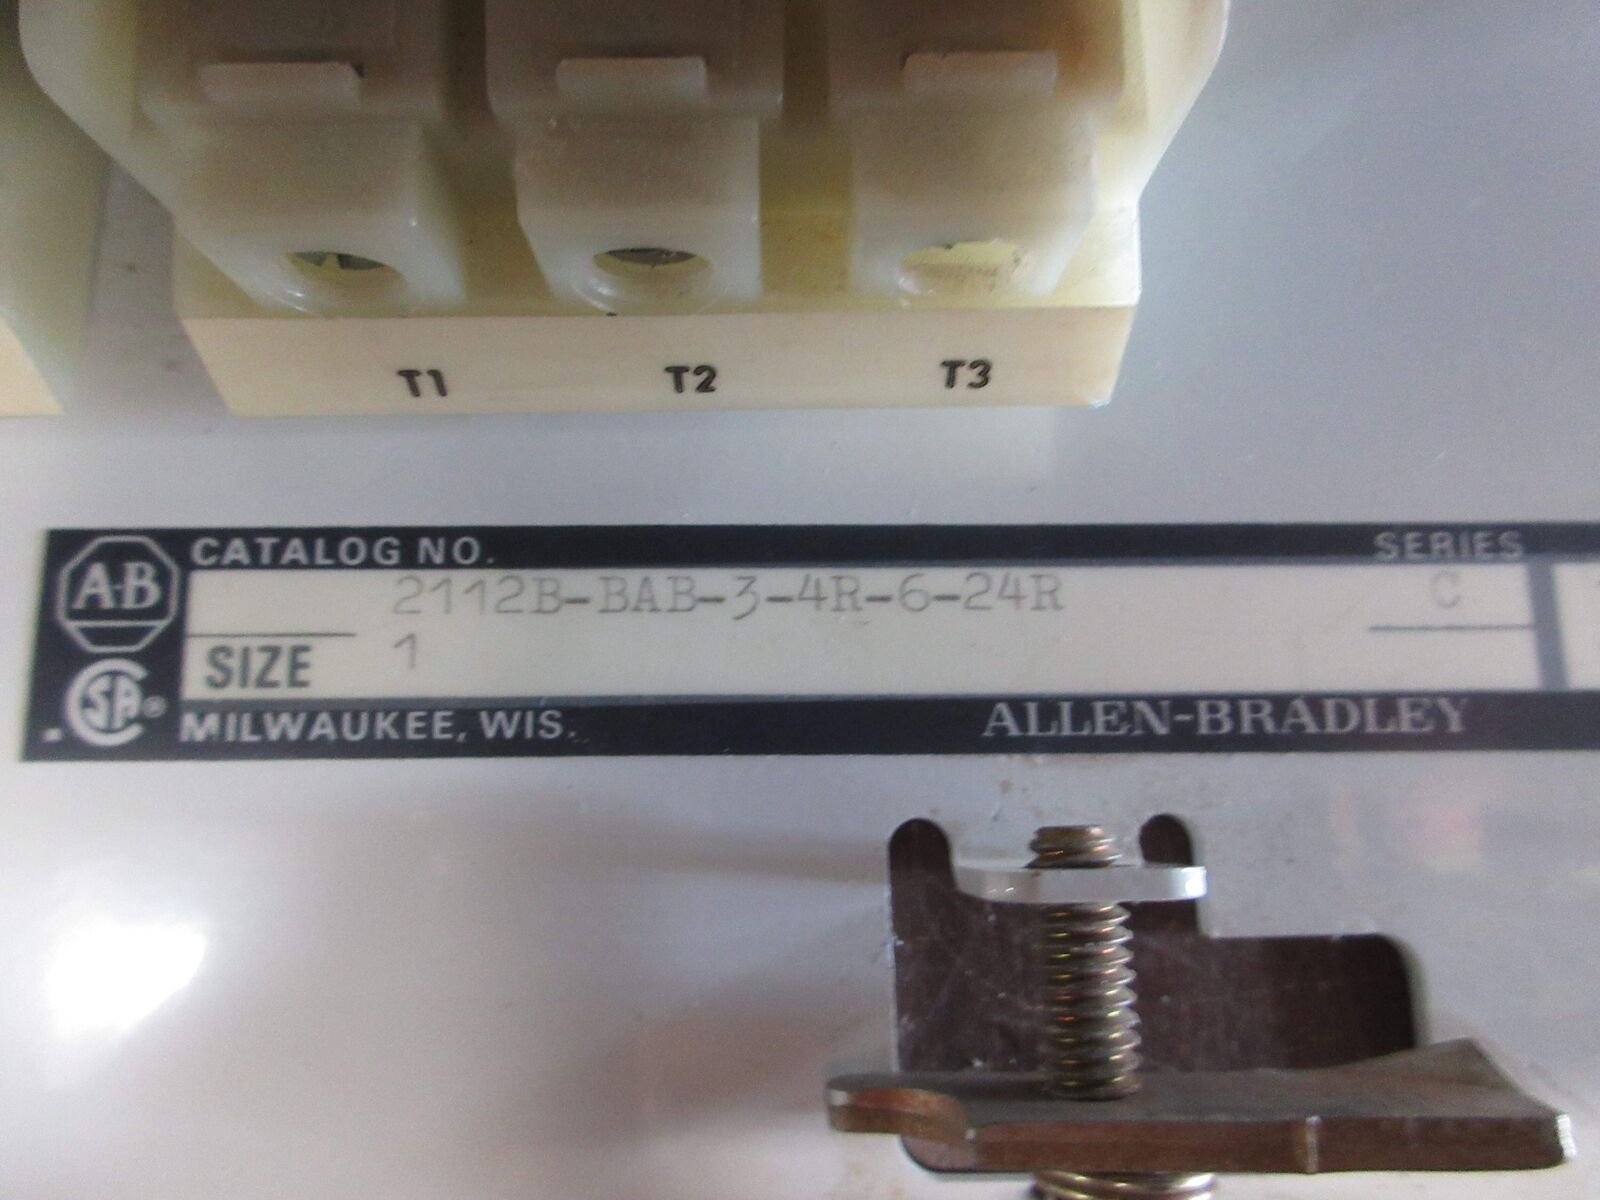 T1 T2 T3
A-B CATALOG NO. SERIES
2112B-BAB-3-4R-6-24R C
SIZE 1
CSA®
MILWAUKEE, WIS. ALLEN-BRADLEY